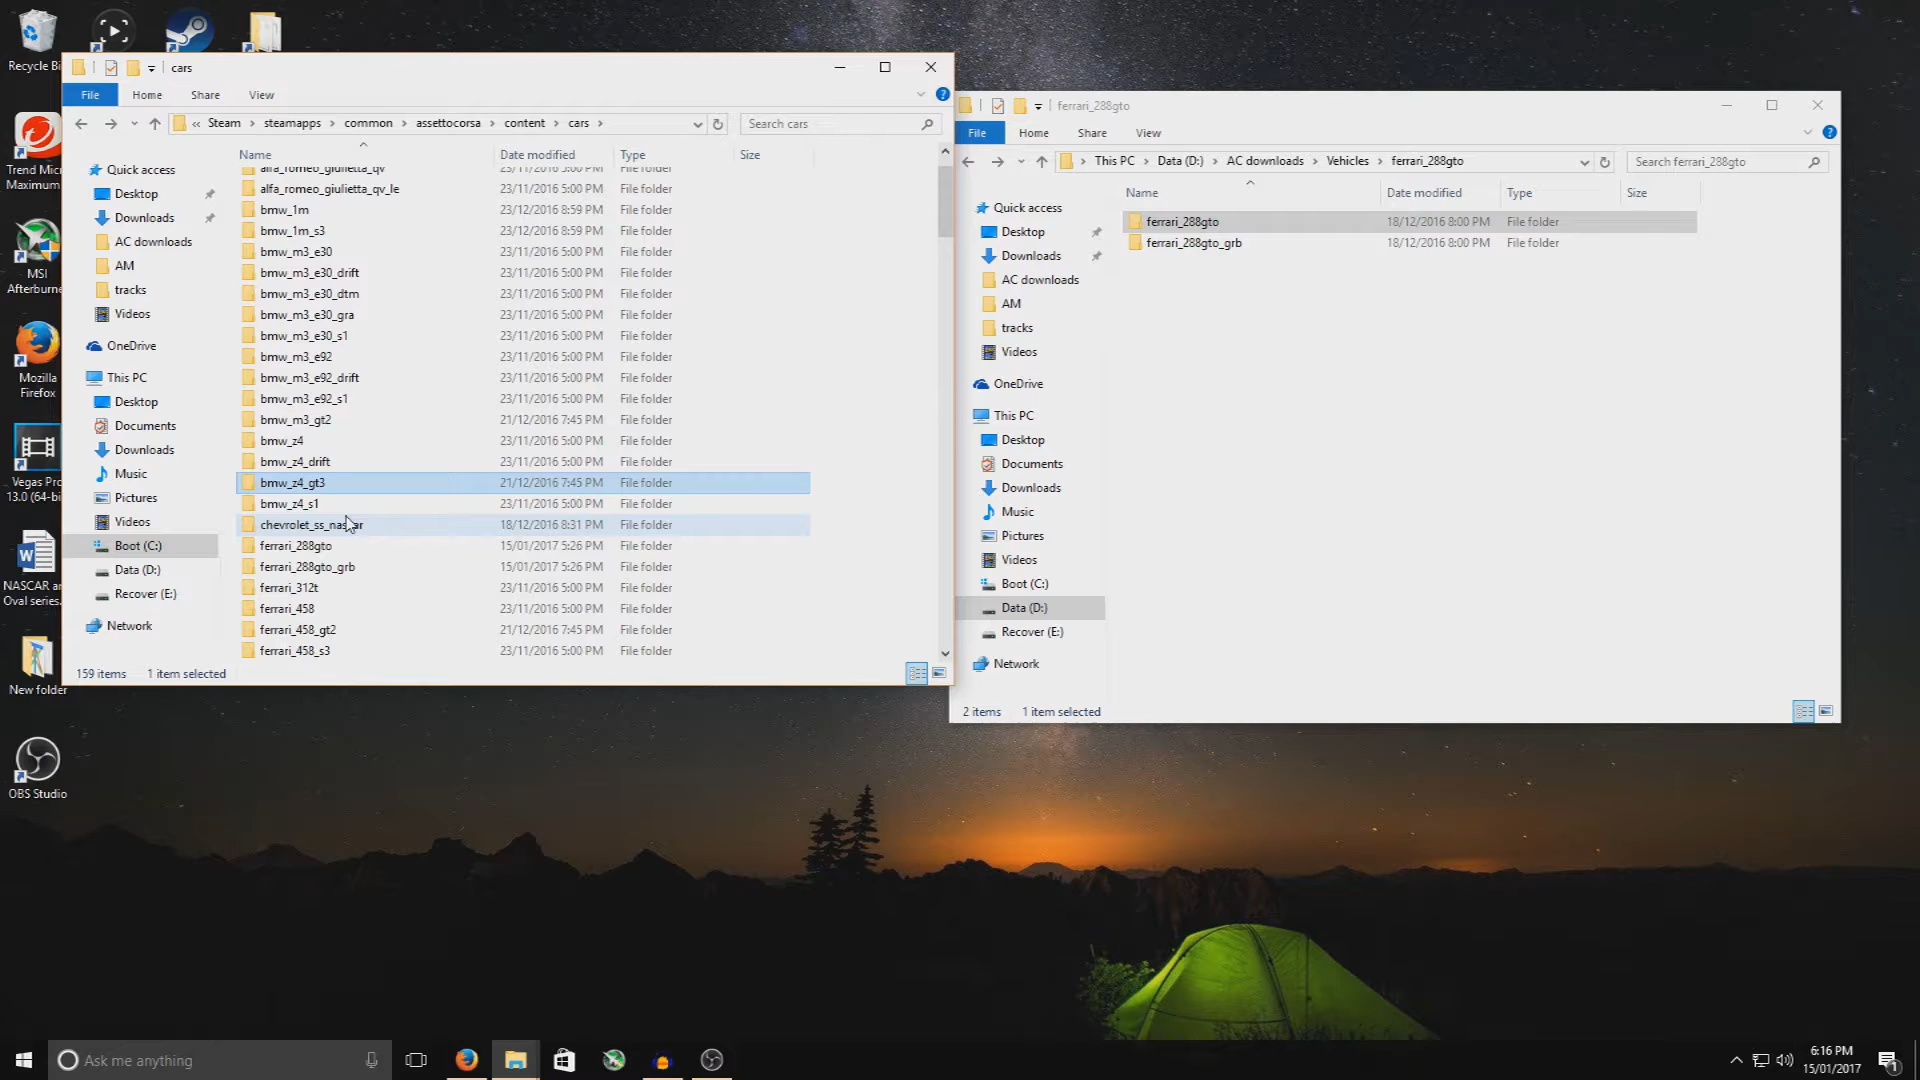 Recycle Bi
Trend Micr
Maximum
MSI
Afterburne
Mozilla
Firefox
Vegas Pro
13.0 (64-bi
NASCAR a
Oval series.
New folder
OBS Studio
cars
File
Home
Share
View
«
Steam
steamapps
common
assettocorsa
content
cars
Search cars
Quick access
Desktop
Downloads
AC downloads
AM
tracks
Videos
OneDrive
This PC
Desktop
Documents
Downloads
Music
Pictures
Videos
Boot (C:)
Data (D:)
Recover (E:)
Network
Name Date modified Type Size
alfa_romeo_giulietta_qv 23/11/2016 5:00 PM File folder
alfa_romeo_giulietta_qv_le 23/11/2016 5:00 PM File folder
bmw_1m 23/12/2016 8:59 PM File folder
bmw_1m_s3 23/12/2016 8:59 PM File folder
bmw_m3_e30 23/11/2016 5:00 PM File folder
bmw_m3_e30_drift 23/11/2016 5:00 PM File folder
bmw_m3_e30_dtm 23/11/2016 5:00 PM File folder
bmw_m3_e30_gra 23/11/2016 5:00 PM File folder
bmw_m3_e30_s1 23/11/2016 5:00 PM File folder
bmw_m3_e92 23/11/2016 5:00 PM File folder
bmw_m3_e92_drift 23/11/2016 5:00 PM File folder
bmw_m3_e92_s1 23/11/2016 5:00 PM File folder
bmw_m3_gt2 21/12/2016 7:45 PM File folder
bmw_z4 23/11/2016 5:00 PM File folder
bmw_z4_drift 23/11/2016 5:00 PM File folder
bmw_z4_gt3 21/12/2016 7:45 PM File folder
bmw_z4_s1 23/11/2016 5:00 PM File folder
chevrolet_ss_nascar 18/12/2016 8:31 PM File folder
ferrari_288gto 15/01/2017 5:26 PM File folder
ferrari_288gto_grb 15/01/2017 5:26 PM File folder
ferrari_312t 23/11/2016 5:00 PM File folder
ferrari_458 23/11/2016 5:00 PM File folder
ferrari_458_gt2 21/12/2016 7:45 PM File folder
ferrari_458_s3 23/11/2016 5:00 PM File folder
159 items 1 item selected
ferrari_288gto
File
Home
Share
View
This PC
Data (D:)
AC downloads
Vehicles
ferrari_288gto
Search ferrari_288gto
Quick access
Desktop
Downloads
AC downloads
AM
tracks
Videos
OneDrive
This PC
Desktop
Documents
Downloads
Music
Pictures
Videos
Boot (C:)
Data (D:)
Recover (E:)
Network
Name Date modified Type Size
ferrari_288gto 18/12/2016 8:00 PM File folder
ferrari_288gto_grb 18/12/2016 8:00 PM File folder
2 items 1 item selected
Ask me anything
6:16 PM
15/01/2017
1